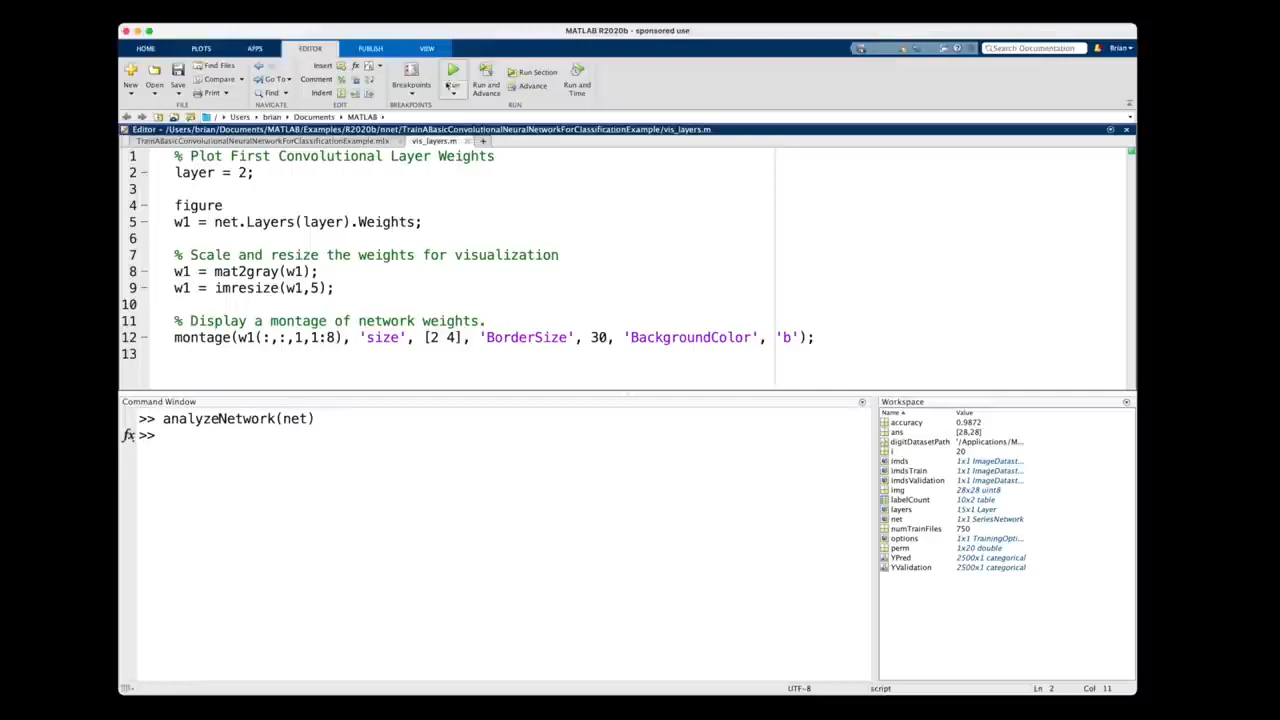 MATLAB R2020b - sponsored use
HOME PLOTS APPS EDITOR PUBLISH VIEW Search Documentation Brian
New Open Save Find Files Compare Print Go To Find Insert Comment Indent Breakpoints Run Run and Advance Run Section Advance Run and Time
FILE NAVIGATE EDIT BREAKPOINTS RUN
/ Users brian Documents MATLAB
Editor - /Users/brian/Documents/MATLAB/Examples/R2020b/nnet/TrainABasicConvolutionalNeuralNetworkForClassificationExample/vis_layers.m
TrainABasicConvolutionalNeuralNetworkForClassificationExample.mlx vis_layers.m
1 % Plot First Convolutional Layer Weights
2 layer = 2;
3
4 figure
5 w1 = net.Layers(layer).Weights;
6
7 % Scale and resize the weights for visualization
8 w1 = mat2gray(w1);
9 w1 = imresize(w1,5);
10
11 % Display a montage of network weights.
12 montage(w1(:,:,1,1:8), 'size', [2 4], 'BorderSize', 30, 'BackgroundColor', 'b');
13
Command Window
>> analyzeNetwork(net)
fx >>
Workspace
Name Value
accuracy 0.9872
ans [28,28]
digitDatasetPath '/Applications/M...
i 20
imds 1x1 ImageDatast...
imdsTrain 1x1 ImageDatast...
imdsValidation 1x1 ImageDatast...
img 28x28 uint8
labelCount 10x2 table
layers 15x1 Layer
net 1x1 SeriesNetwork
numTrainFiles 750
options 1x1 TrainingOpti...
perm 1x20 double
YPred 2500x1 categorical
YValidation 2500x1 categorical
UTF-8 script Ln 2 Col 11